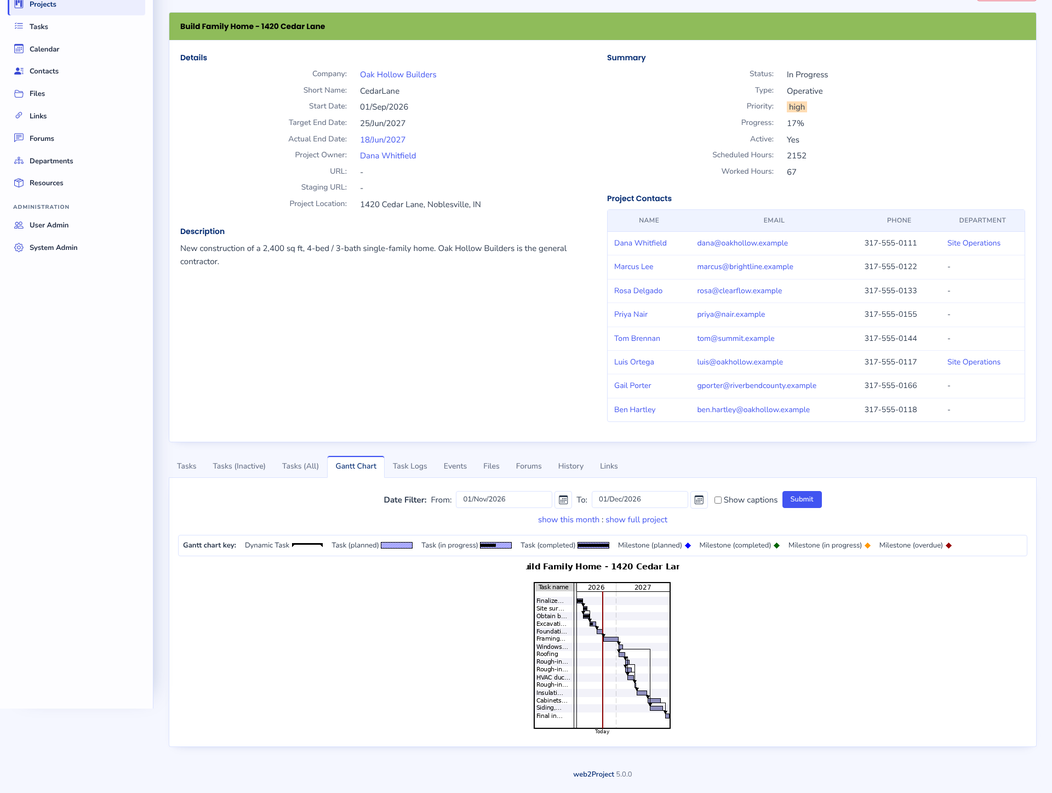 Projects
Tasks
Calendar
Contacts
Files
Links
Forums
Departments
Resources
ADMINISTRATION
User Admin
System Admin
Build Family Home - 1420 Cedar Lane
Details
Company: Oak Hollow Builders
Short Name: CedarLane
Start Date: 01/Sep/2026
Target End Date: 25/Jun/2027
Actual End Date: 18/Jun/2027
Project Owner: Dana Whitfield
URL: -
Staging URL: -
Project Location: 1420 Cedar Lane, Noblesville, IN
Description
New construction of a 2,400 sq ft, 4-bed / 3-bath single-family home. Oak Hollow Builders is the general
contractor.
Summary
Status: In Progress
Type: Operative
Priority: high
Progress: 17%
Active: Yes
Scheduled Hours: 2152
Worked Hours: 67
Project Contacts
NAME EMAIL PHONE DEPARTMENT
Dana Whitfield dana@oakhollow.example 317-555-0111 Site Operations
Marcus Lee marcus@brightline.example 317-555-0122 -
Rosa Delgado rosa@clearflow.example 317-555-0133 -
Priya Nair priya@nair.example 317-555-0155 -
Tom Brennan tom@summit.example 317-555-0144 -
Luis Ortega luis@oakhollow.example 317-555-0117 Site Operations
Gail Porter gporter@riverbendcounty.example 317-555-0166 -
Ben Hartley ben.hartley@oakhollow.example 317-555-0118 -
Tasks Tasks (Inactive) Tasks (All) Gantt Chart Task Logs Events Files Forums History Links
Date Filter: From: 01/Nov/2026 To: 01/Dec/2026 Show captions Submit
show this month : show full project
Gantt chart key: Dynamic Task Task (planned) Task (in progress) Task (completed) Milestone (planned) Milestone (completed) Milestone (in progress) Milestone (overdue)
ild Family Home - 1420 Cedar Lar
Task name 2026 2027
Finalize...
Site sur...
Obtain b...
Excavati...
Foundati...
Framing...
Windows...
Roofing
Rough-in...
Rough-in...
HVAC duc...
Rough-in...
Insulati...
Cabinets...
Siding,...
Final in...
Today
web2Project 5.0.0